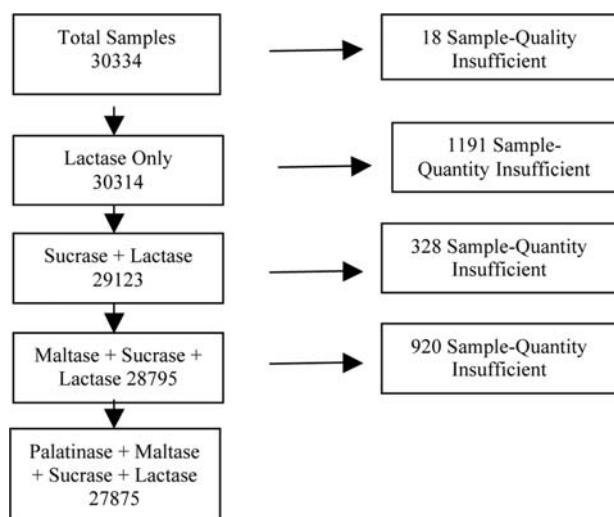 Total Samples
30334
18 Sample-Quality
Insufficient
Lactase Only
30314
1191 Sample-
Quantity Insufficient
Sucrase + Lactase
29123
328 Sample-Quantity
Insufficient
Maltase + Sucrase +
Lactase 28795
920 Sample-Quantity
Insufficient
Palatinase + Maltase
+ Sucrase + Lactase
27875